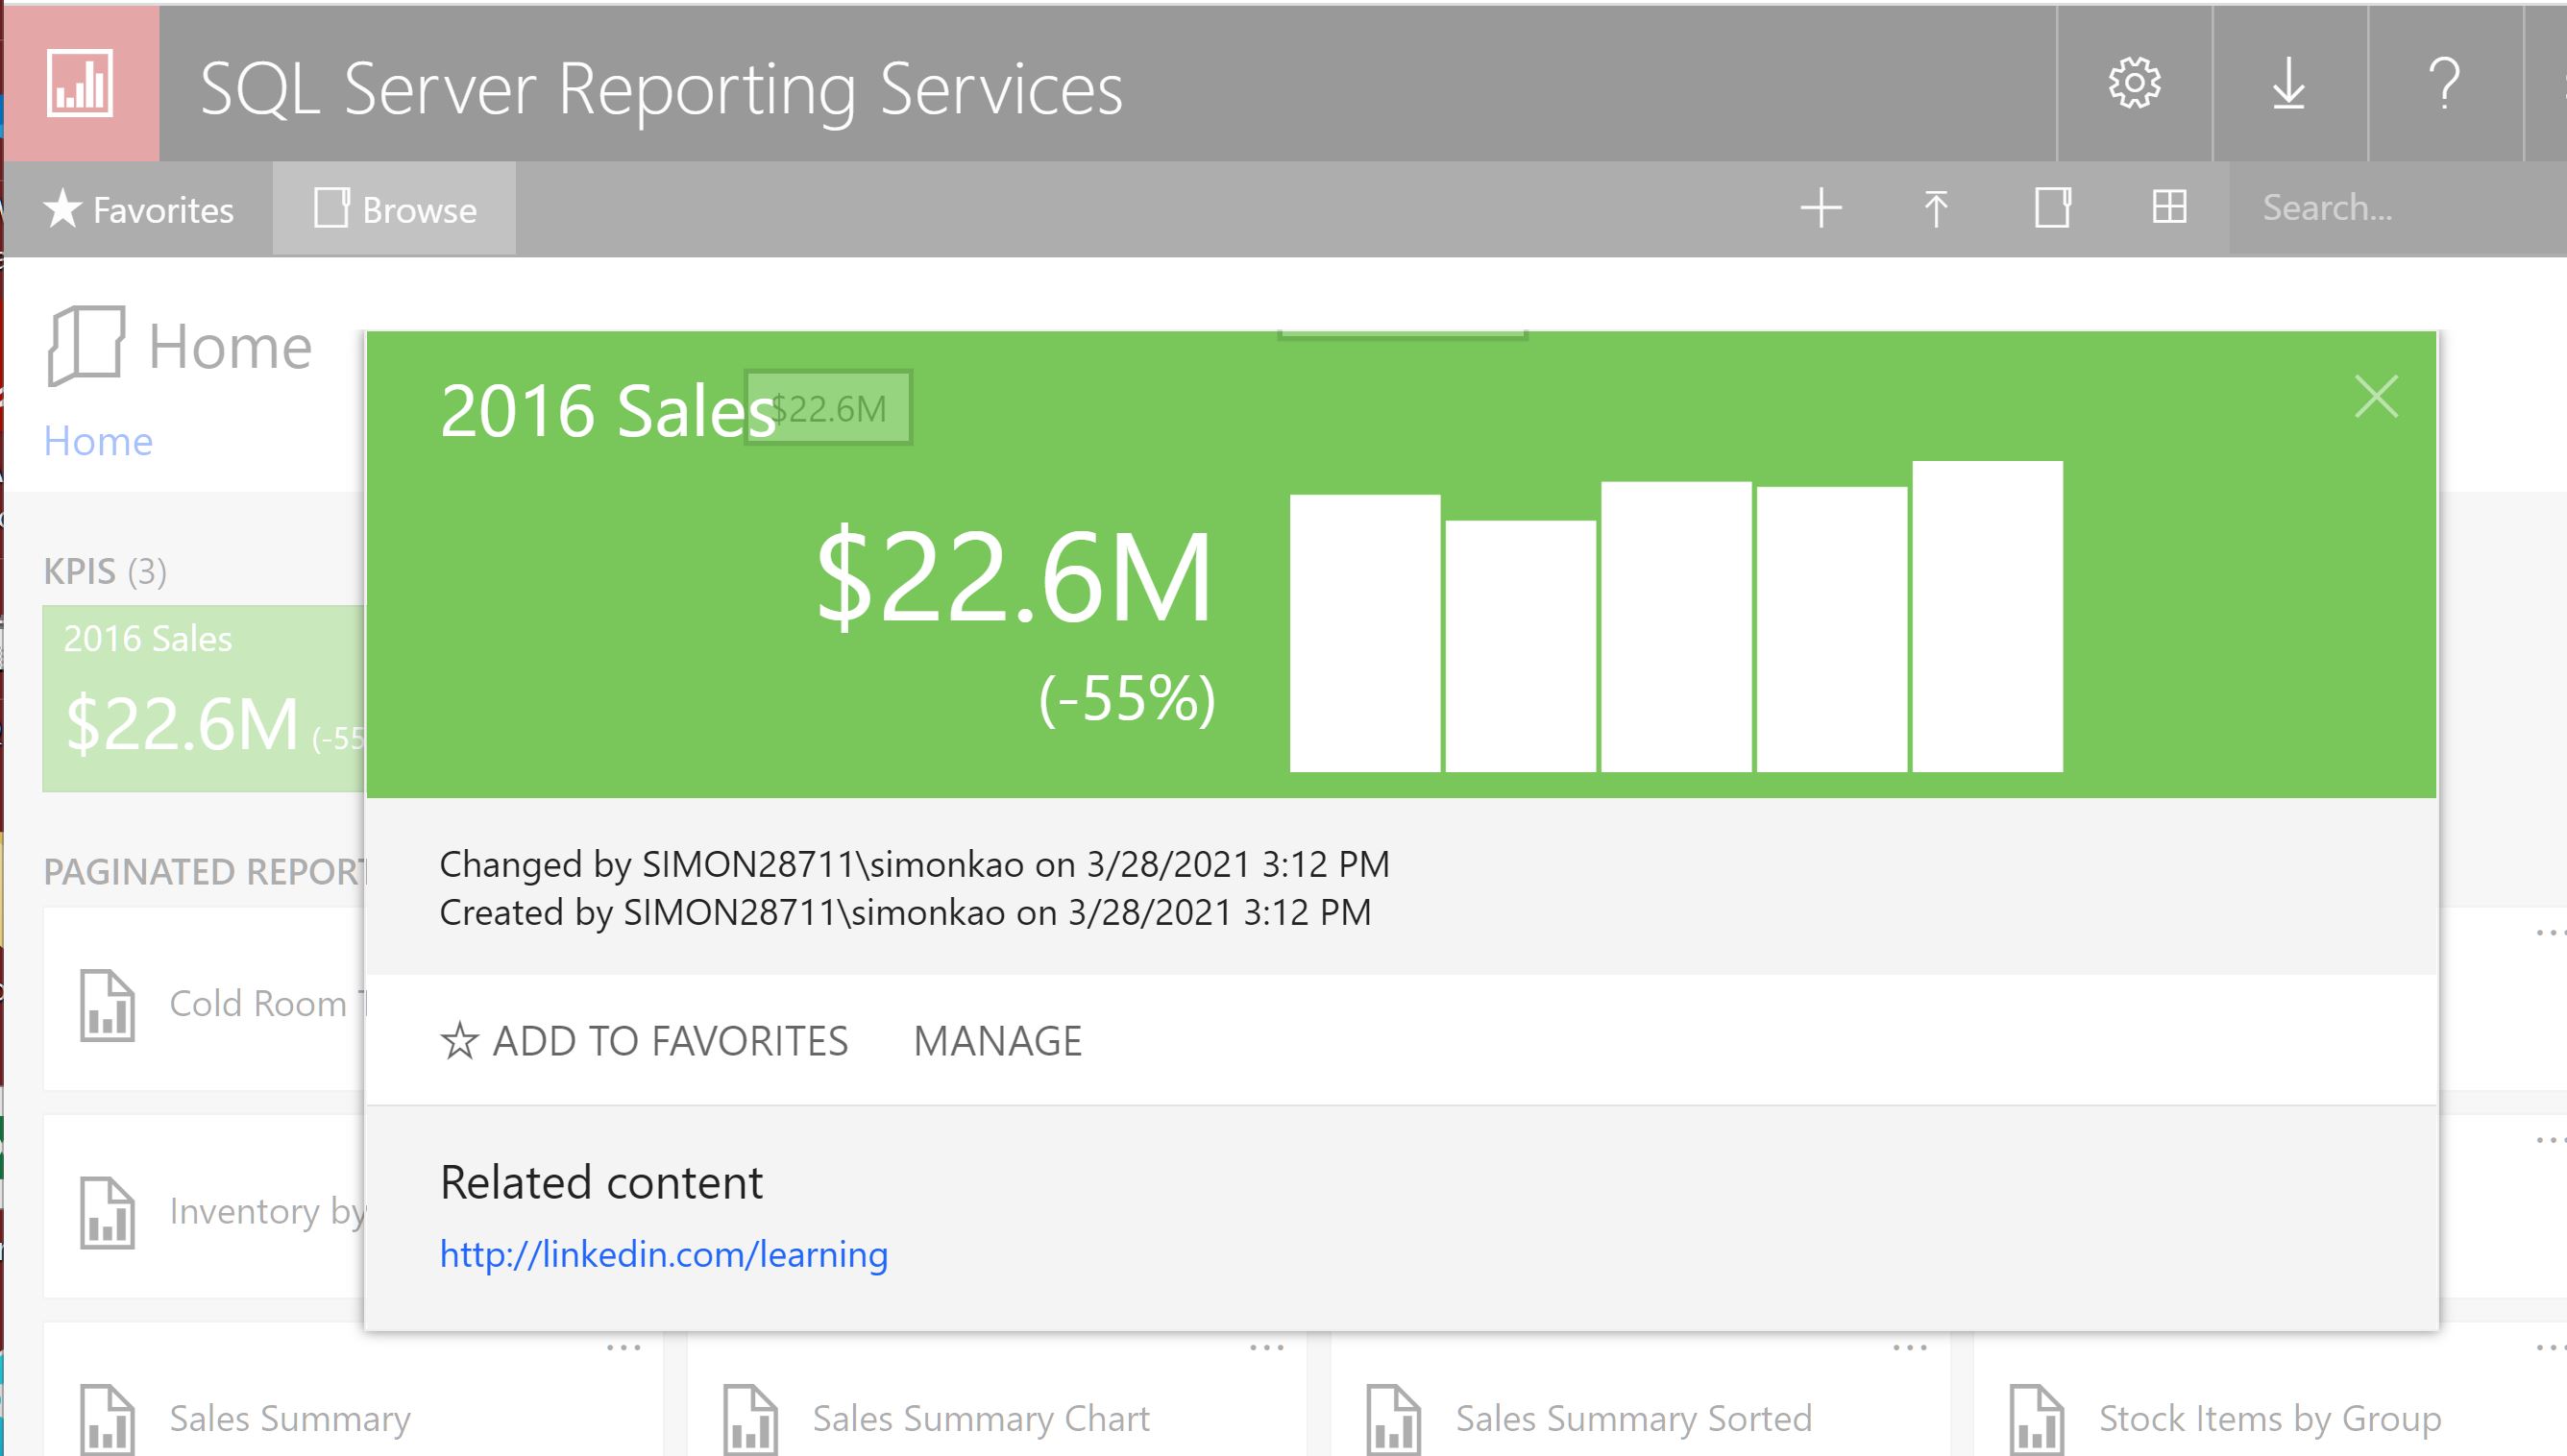 SQL Server Reporting Services
?
Favorites
Browse
Search...
Home
Home
KPIS (3)
2016 Sales
$22.6M (-55
2016 Sales
$22.6M
$22.6M
(-55%)
Changed by SIMON28711\simonkao on 3/28/2021 3:12 PM
Created by SIMON28711\simonkao on 3/28/2021 3:12 PM
ADD TO FAVORITES MANAGE
Related content
http://linkedin.com/learning
PAGINATED REPORT
Cold Room
Inventory by
Sales Summary
Sales Summary Chart
Sales Summary Sorted
Stock Items by Group